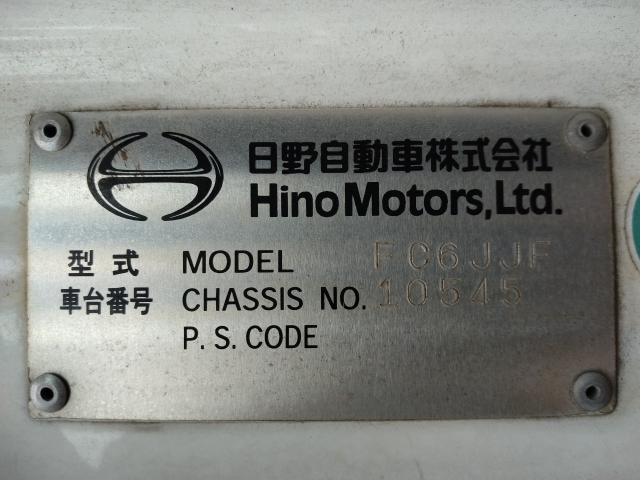 日野自動車株式会社
Hino Motors, Ltd.
型式 MODEL FC6JJF
車台番号 CHASSIS NO. 10545
P. S. CODE